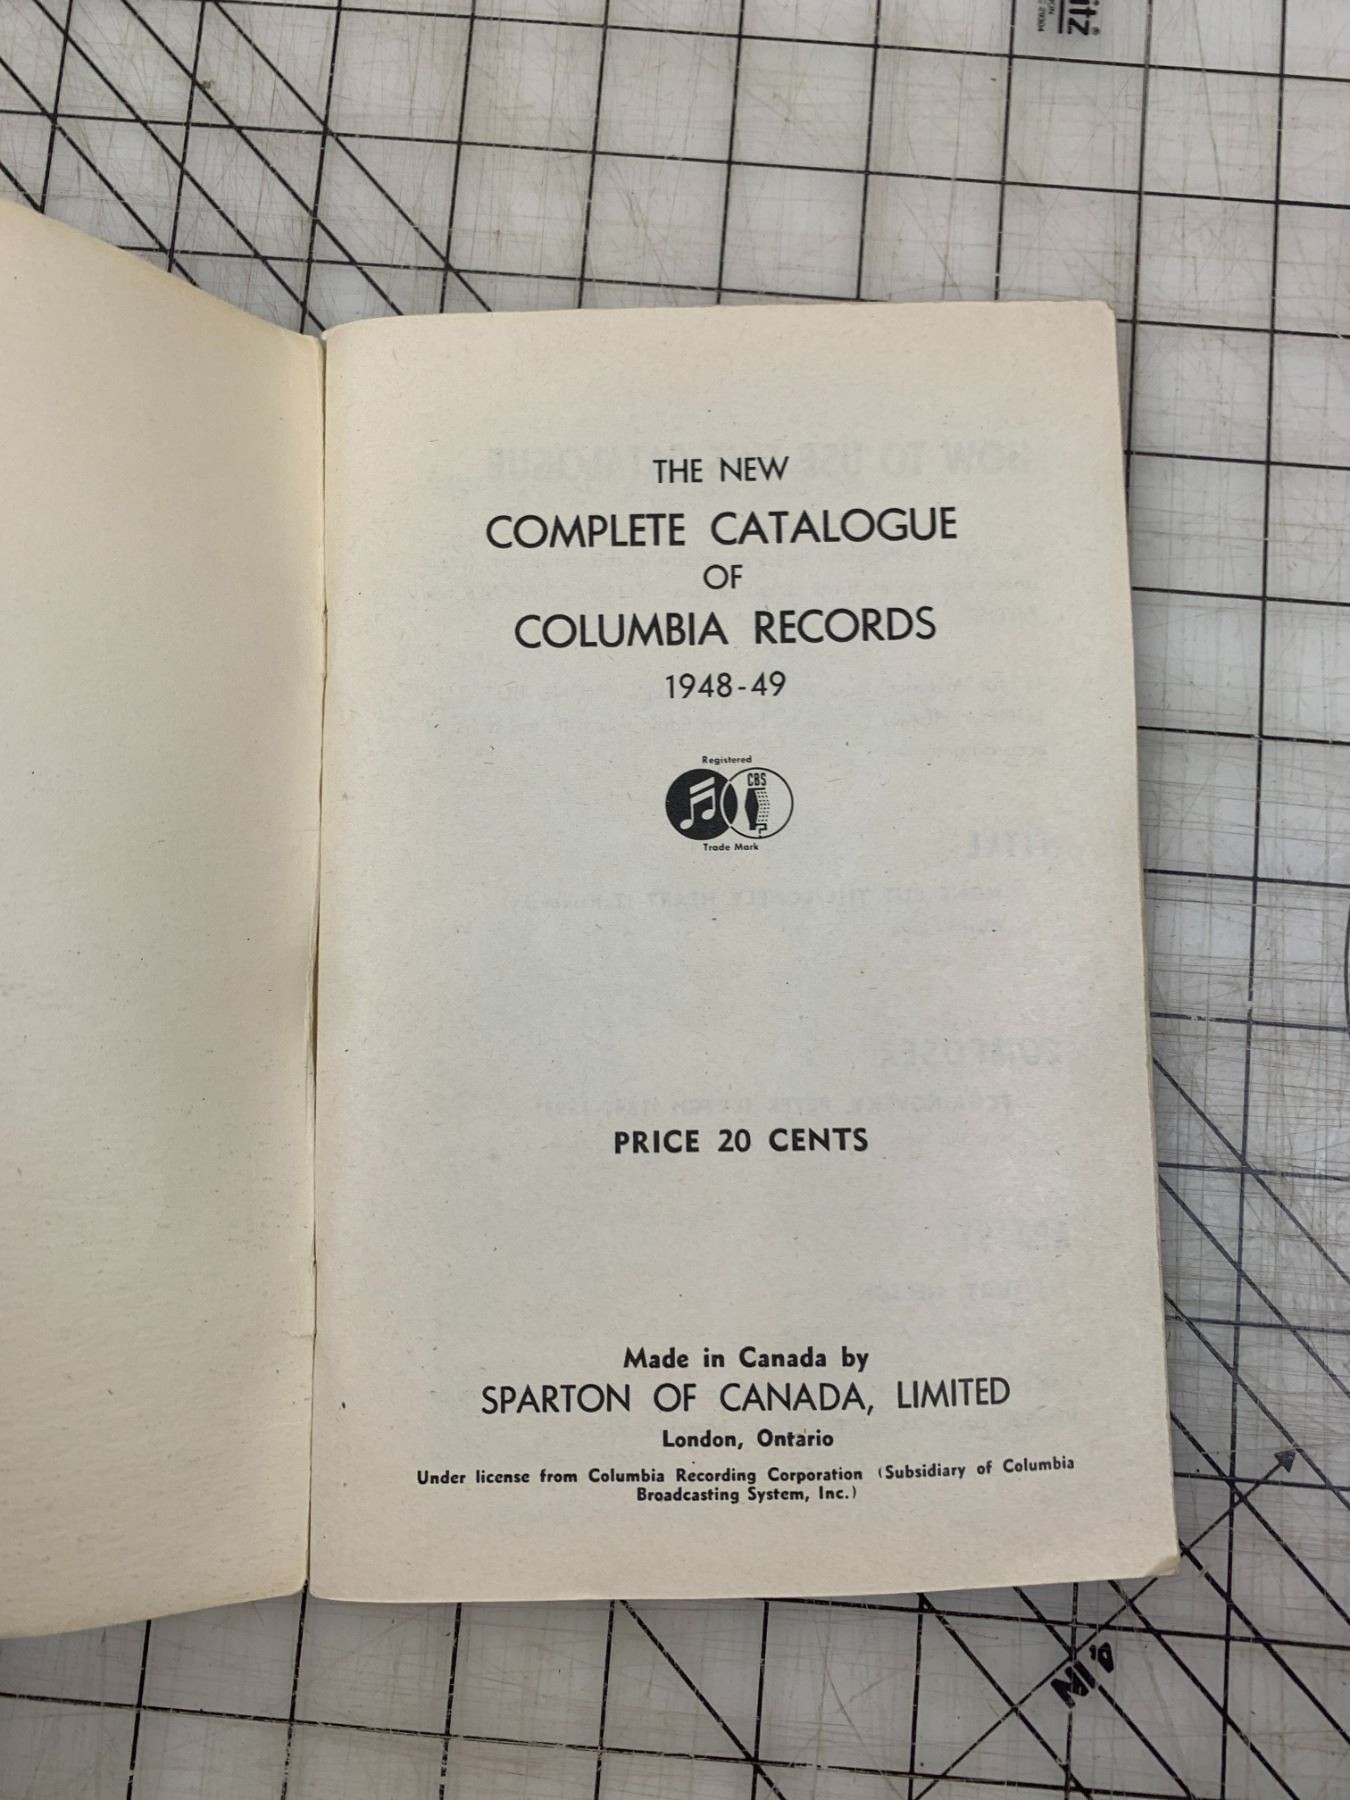 THE NEW
COMPLETE CATALOGUE
OF
COLUMBIA RECORDS
1948-49
Registered
CBS
Trade Mark
PRICE 20 CENTS
Made in Canada by
SPARTON OF CANADA, LIMITED
London, Ontario
Under license from Columbia Recording Corporation (Subsidiary of Columbia
Broadcasting System, Inc.)